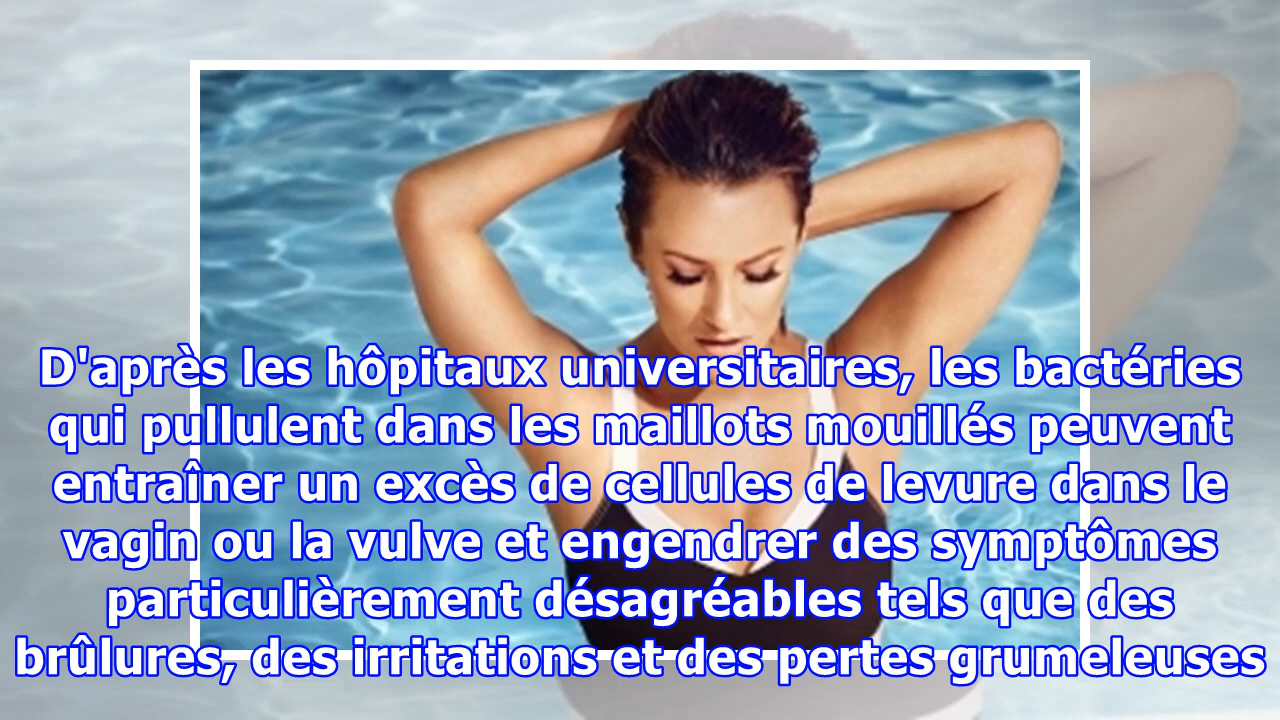 D'après les hôpitaux universitaires, les bactéries
qui pullulent dans les maillots mouillés peuvent
entraîner un excès de cellules de levure dans le
vagin ou la vulve et engendrer des symptômes
particulièrement désagréables tels que des
brûlures, des irritations et des pertes grumeleuses